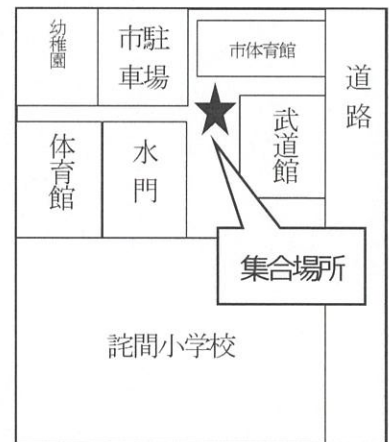 幼稚園
市駐車場
市体育館
道路
体育館
水門
武道館
集合場所
詫間小学校